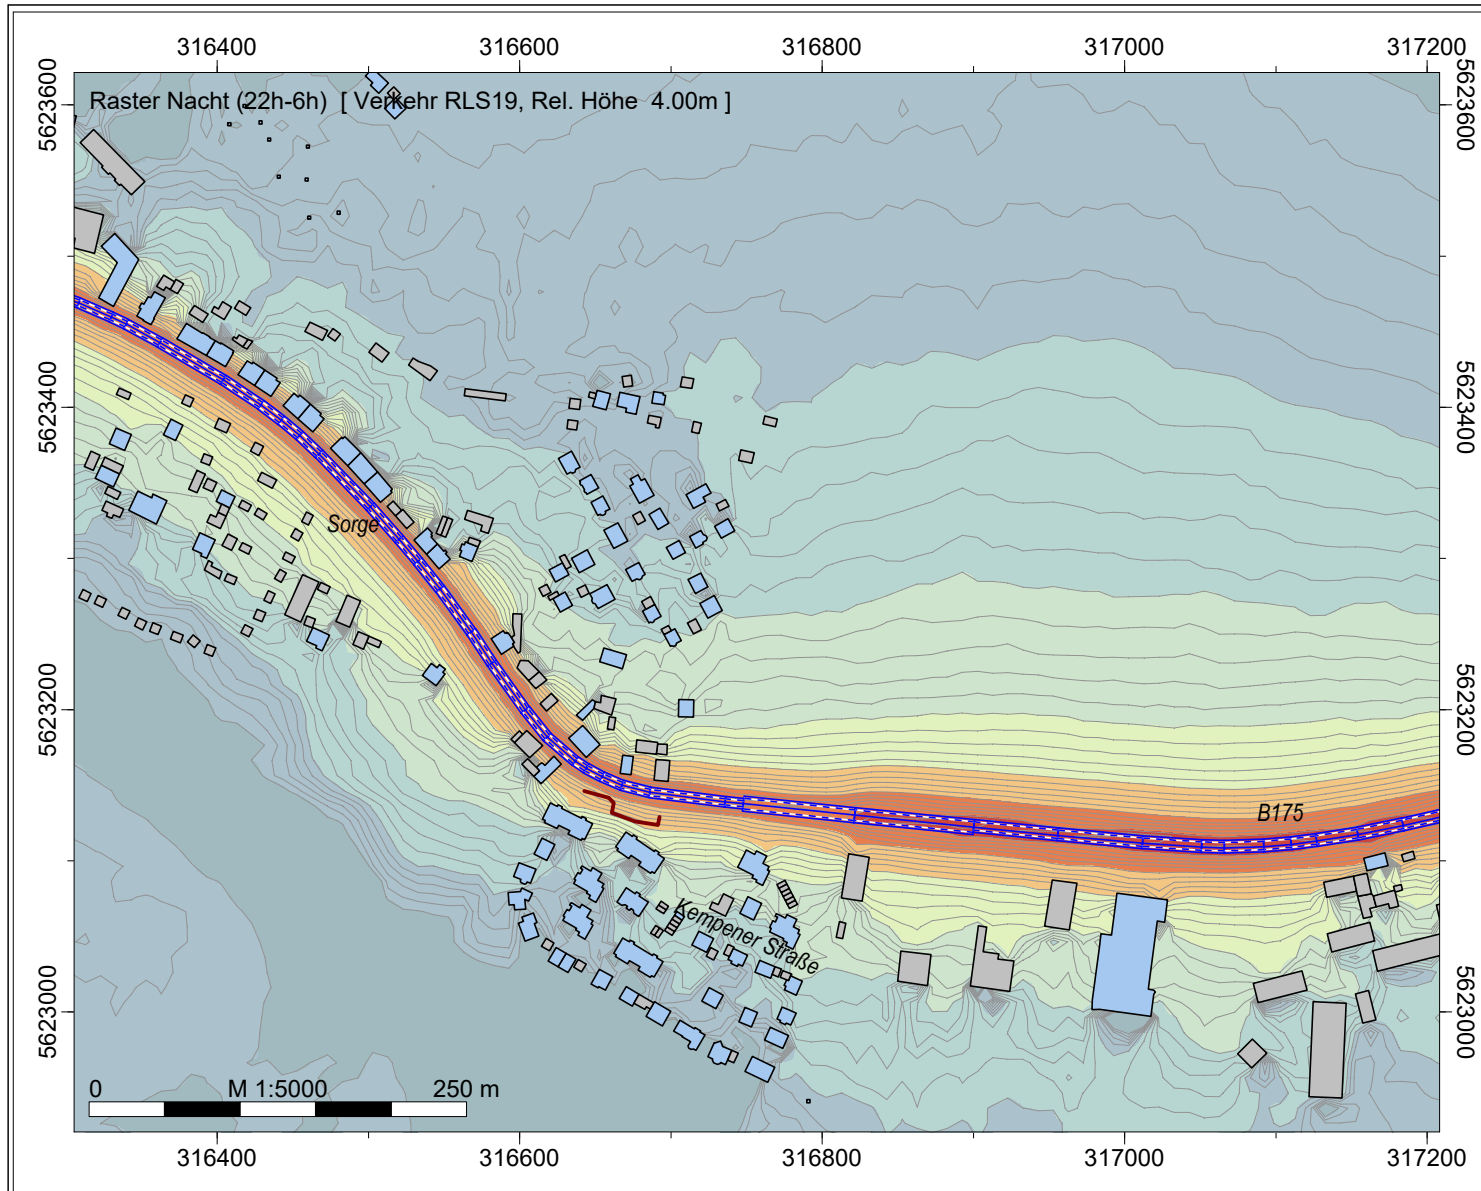 316400 316600 316800 317000 317200
5623600 5623600
Raster Nacht (22h-6h) [ Verkehr RLS19, Rel. Höhe 4.00m ]
5623400 5623400
Sorge
5623200 5623200
B175
Kempener Straße
5623000 5623000
0 M 1:5000 250 m
316400 316600 316800 317000 317200